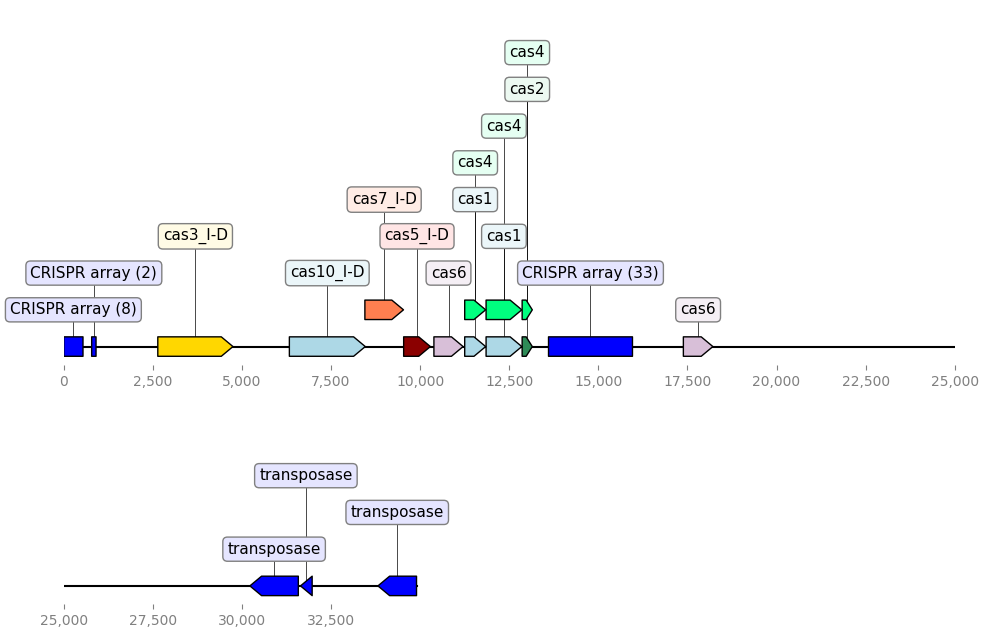 cas4
cas2
cas4
cas4
cas7_I-D
cas1
cas3_I-D
cas5_I-D
cas1
CRISPR array (2)
cas10_I-D
cas6
CRISPR array (33)
CRISPR array (8)
cas6
0
2,500
5,000
7,500
10,000
12,500
15,000
17,500
20,000
22,500
25,000
transposase
transposase
transposase
25,000
27,500
30,000
32,500